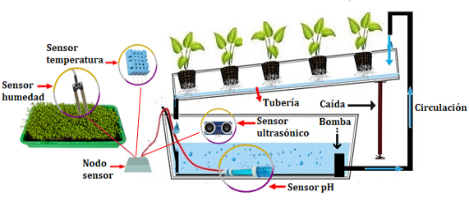 Sensor
temperatura
Sensor
humedad
Nodo
sensor
Tubería
Caída
Circulación
Sensor
ultrasónico
Bomba
Sensor pH